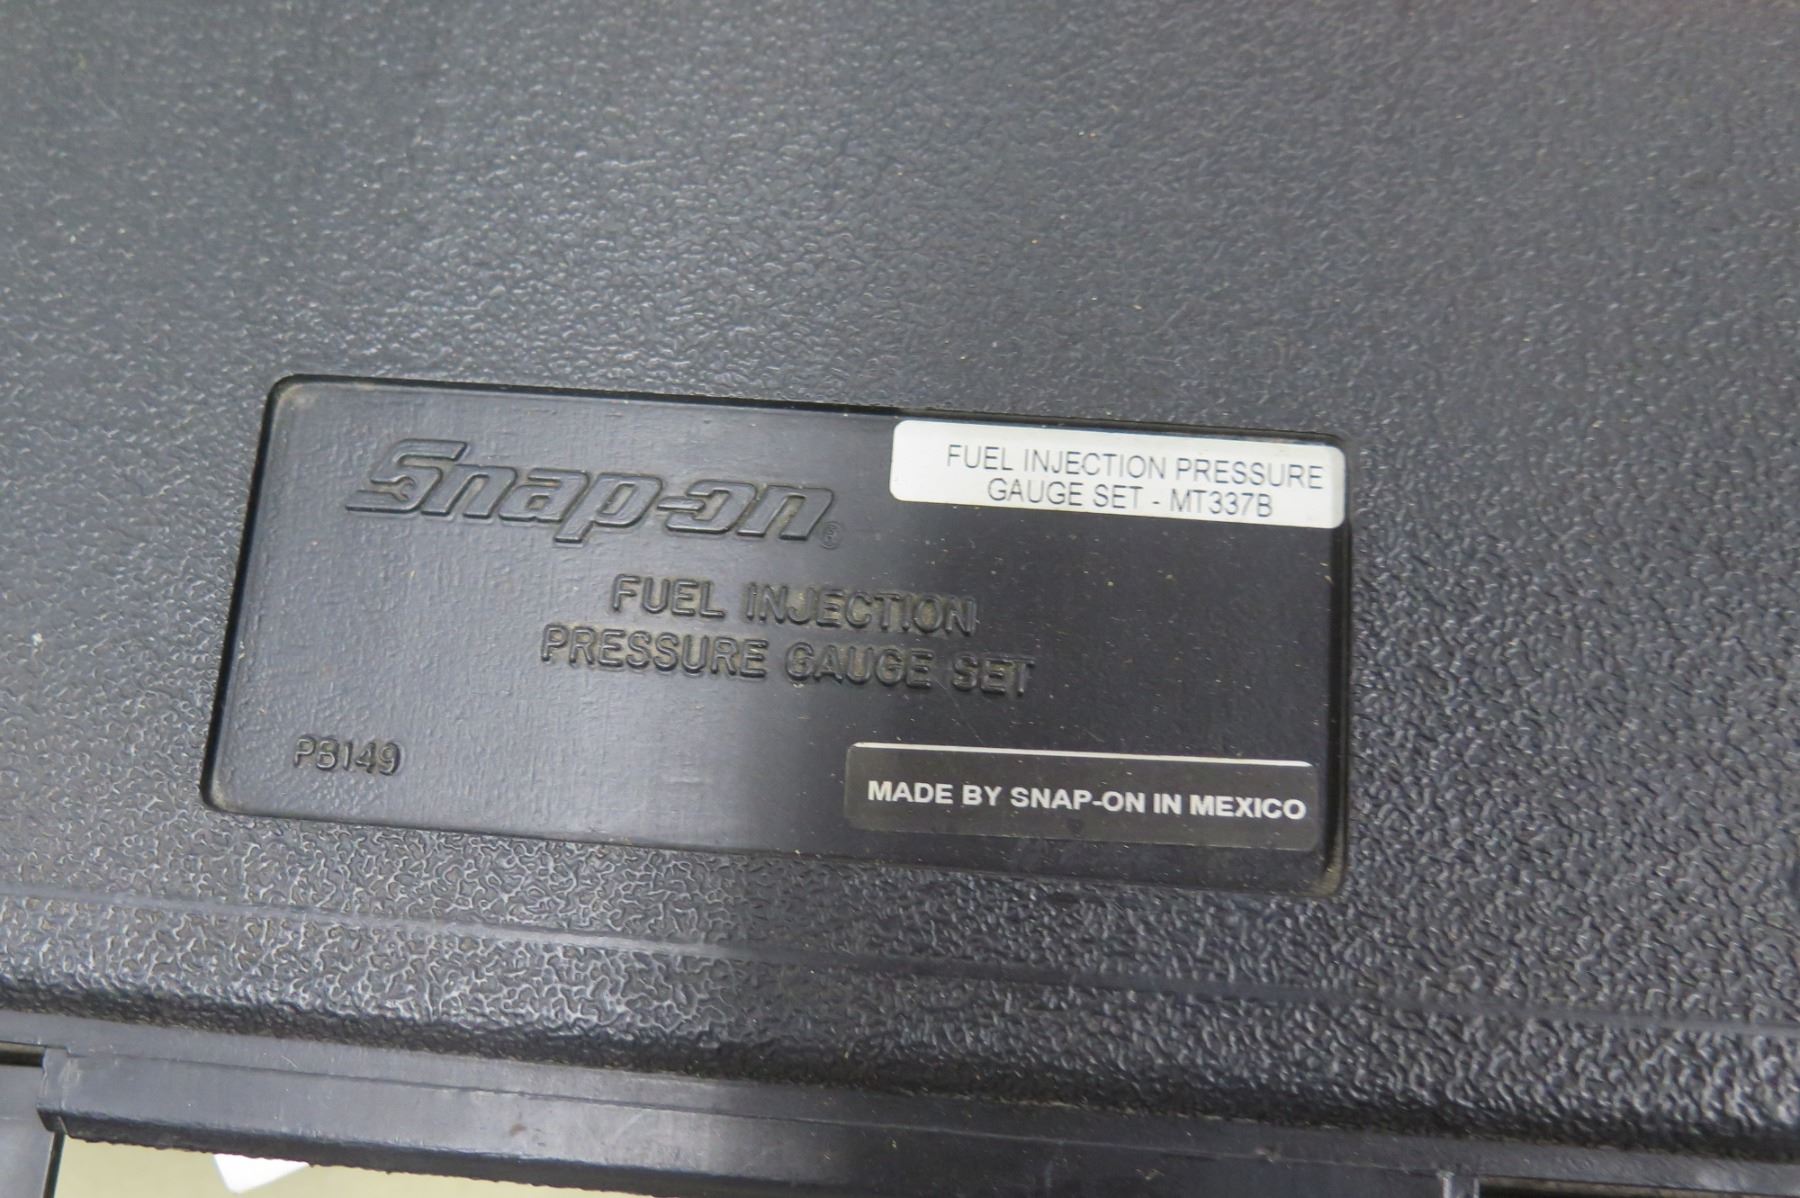 Snap-on®
FUEL INJECTION PRESSURE
GAUGE SET - MT337B
FUEL INJECTION
PRESSURE GAUGE SET
PB149
MADE BY SNAP-ON IN MEXICO